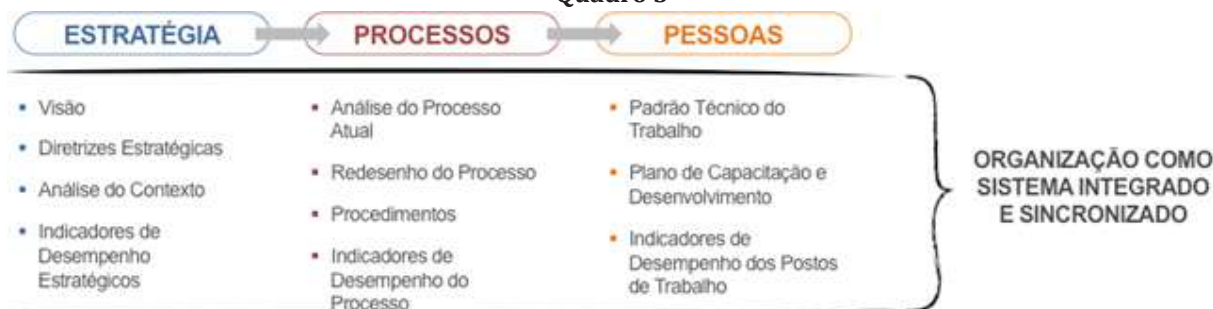 Quadro 3
ESTRATÉGIA
PROCESSOS
PESSOAS
Visão
Diretrizes Estratégicas
Análise do Contexto
Indicadores de
Desempenho
Estratégicos
Análise do Processo
Atual
Redesenho do Processo
Procedimentos
Indicadores de
Desempenho do
Processo
Padrão Técnico do
Trabalho
Plano de Capacitação e
Desenvolvimento
Indicadores de
Desempenho dos Postos
de Trabalho
ORGANIZAÇÃO COMO
SISTEMA INTEGRADO
E SINCRONIZADO